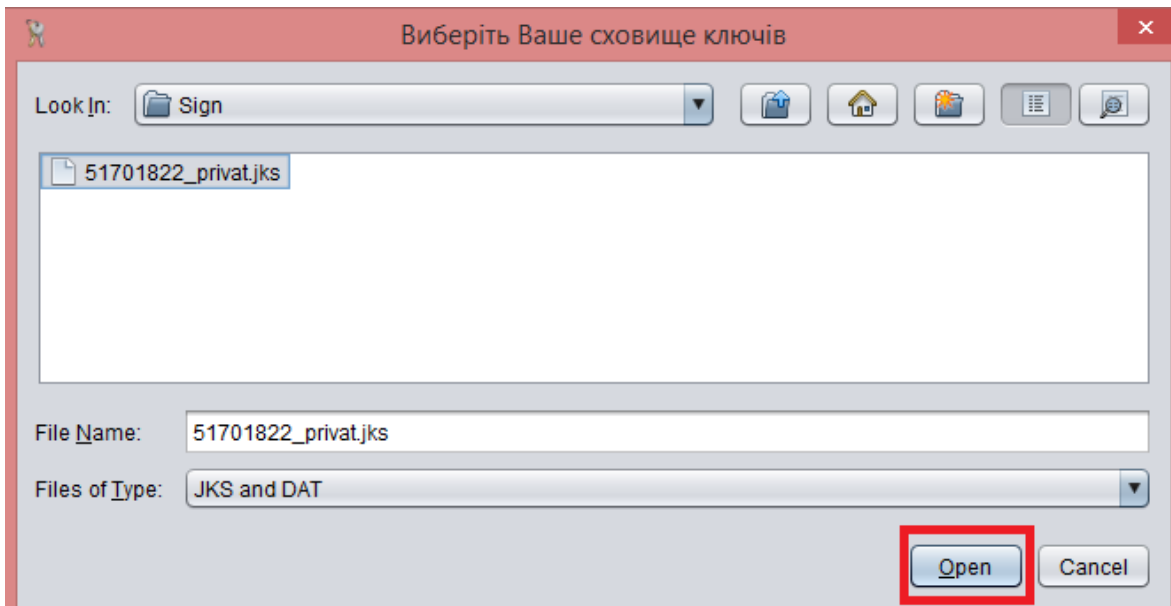 Виберіть Ваше сховище ключів
Look In: Sign
51701822_privat.jks
File Name: 51701822_privat.jks
Files of Type: JKS and DAT
Open Cancel